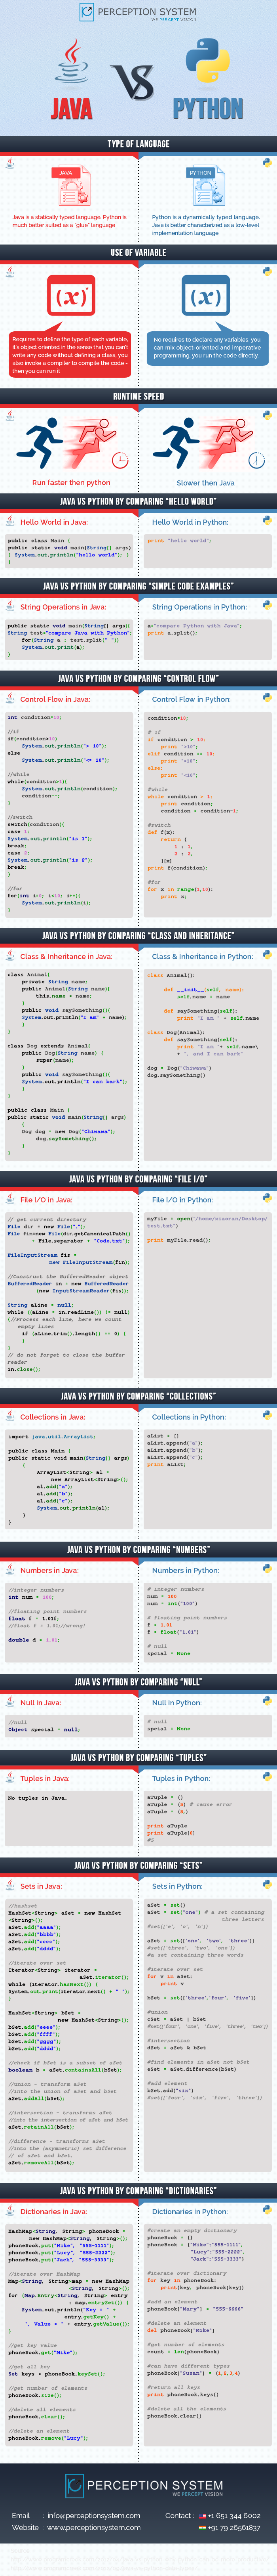 PERCEPTION SYSTEM
WE PERCEPT VISION
VS
JAVA
PYTHON
TYPE OF LANGUAGE
JAVA
Java is a statically typed language. Python is
much better suited as a "glue" language
PYTHON
Python is a dynamically typed language.
Java is better characterized as a low-level
implementation language
USE OF VARIABLE
(x)
Requires to define the type of each variable,
it's object oriented in the sense that you can't
write any code without defining a class, you
also invoke a complier to compile the code -
then you can run it
(x)
No requires to declare any variables, you
can mix object-oriented and imperative
programming, you run the code directly.
RUNTIME SPEED
Run faster then python
Slower then Java
JAVA VS PYTHON BY COMPARING "HELLO WORLD"
Hello World in Java:
public class Main {
public static void main(String[] args)
{ System.out.println("hello world"); }
}
Hello World in Python:
print "hello world";
JAVA VS PYTHON BY COMPARING "SIMPLE CODE EXAMPLES"
String Operations in Java:
public static void main(String[] args){
String test="compare Java with Python";
for(String a : test.split(" "))
System.out.print(a);
}
String Operations in Python:
a="compare Python with Java";
print a.split();
JAVA VS PYTHON BY COMPARING "CONTROL FLOW"
Control Flow in Java:
int condition=10;
//if
if(condition>10)
System.out.println("> 10");
else
System.out.println("<= 10");
//while
while(condition>1){
System.out.println(condition);
condition--;
}
//switch
switch(condition){
case 1:
System.out.println("is 1");
break;
case 2:
System.out.println("is 2");
break;
}
//for
for(int i=0; i<10; i++){
System.out.println(i);
}
Control Flow in Python:
condition=10;
# if
if condition > 10:
print ">10";
elif condition == 10:
print "=10";
else:
print "<10";
#while
while condition > 1:
print condition;
condition = condition-1;
#switch
def f(x):
return {
1 : 1,
2 : 2,
}[x]
print f(condition);
#for
for x in range(1,10):
print x;
JAVA VS PYTHON BY COMPARING "CLASS AND INHERITANCE"
Class & Inheritance in Java:
class Animal{
private String name;
public Animal(String name){
this.name = name;
}
public void saySomething(){
System.out.println("I am" + name);
}
}
class Dog extends Animal{
public Dog(String name) {
super(name);
}
public void saySomething(){
System.out.println("I can bark");
}
}
public class Main {
public static void main(String[] args)
{
Dog dog = new Dog("Chiwawa");
dog.saySomething();
}
}
Class & Inheritance in Python:
class Animal():
def __init__(self, name):
self.name = name
def saySomething(self):
print "I am " + self.name
class Dog(Animal):
def saySomething(self):
print "I am "+ self.name\
+ ", and I can bark"
dog = Dog("Chiwawa")
dog.saySomething()
JAVA VS PYTHON BY COMPARING "FILE I/O"
File I/O in Java:
// get current directory
File dir = new File(".");
File fin=new File(dir.getCanonicalPath()
+ File.separator + "Code.txt");
FileInputStream fis =
new FileInputStream(fin);
//Construct the BufferedReader object
BufferedReader in = new BufferedReader
(new InputStreamReader(fis));
String aLine = null;
while ((aLine = in.readLine()) != null)
{//Process each line, here we count
empty lines
if (aLine.trim().length() == 0) {
}
}
// do not forget to close the buffer
reader
in.close();
File I/O in Python:
myFile = open("/home/xiaoran/Desktop/
test.txt")
print myFile.read();
JAVA VS PYTHON BY COMPARING "COLLECTIONS"
Collections in Java:
import java.util.ArrayList;
public class Main {
public static void main(String[] args)
{
ArrayList<String> al =
new ArrayList<String>();
al.add("a");
al.add("b");
al.add("c");
System.out.println(al);
}
}
Collections in Python:
aList = []
aList.append("a");
aList.append("b");
aList.append("c");
print aList;
JAVA VS PYTHON BY COMPARING "NUMBERS"
Numbers in Java:
//integer numbers
int num = 100;
//floating point numbers
float f = 1.01f;
//float f = 1.01;//wrong!
double d = 1.01;
Numbers in Python:
# integer numbers
num = 100
num = int("100")
# floating point numbers
f = 1.01
f = float("1.01")
# null
spcial = None
JAVA VS PYTHON BY COMPARING "NULL"
Null in Java:
//null
Object special = null;
Null in Python:
# null
spcial = None
JAVA VS PYTHON BY COMPARING "TUPLES"
Tuples in Java:
No tuples in Java.
Tuples in Python:
aTuple = ()
aTuple = (5) # cause error
aTuple = (5,)
print aTuple
print aTuple[0]
#5
JAVA VS PYTHON BY COMPARING "SETS"
Sets in Java:
//hashset
HashSet<String> aSet = new HashSet
<String>();
aSet.add("aaaa");
aSet.add("bbbb");
aSet.add("cccc");
aSet.add("dddd");
//iterate over set
Iterator<String> iterator =
aSet.iterator();
while (iterator.hasNext()) {
System.out.print(iterator.next() + " ");
}
HashSet<String> bSet =
new HashSet<String>();
bSet.add("eeee");
bSet.add("ffff");
bSet.add("gggg");
bSet.add("dddd");
//check if bSet is a subset of aSet
boolean b = aSet.containsAll(bSet);
//union - transform aSet
//into the union of aSet and bSet
aSet.addAll(bSet);
//intersection - transforms aSet
//into the intersection of aSet and bSet
aSet.retainAll(bSet);
//difference - transforms aSet
//into the (asymmetric) set difference
// of aSet and bSet.
aSet.removeAll(bSet);
Sets in Python:
aSet = set()
aSet = set("one") # a set containing
three letters
#set(['e', 'o', 'n'])
aSet = set(['one', 'two', 'three'])
#set(['three', 'two', 'one'])
#a set containing three words
#iterate over set
for v in aSet:
print v
bSet = set(['three','four', 'five'])
#union
cSet = aSet | bSet
#set(['four', 'one', 'five', 'three', 'two'])
#intersection
dSet = aSet & bSet
#find elements in aSet not bSet
eSet = aSet.difference(bSet)
#add element
bSet.add("six")
#set(['four', 'six', 'five', 'three'])
JAVA VS PYTHON BY COMPARING "DICTIONARIES"
Dictionaries in Java:
HashMap<String, String> phoneBook =
new HashMap<String, String>();
phoneBook.put("Mike", "555-1111");
phoneBook.put("Lucy", "555-2222");
phoneBook.put("Jack", "555-3333");
//iterate over HashMap
Map<String, String>map = new HashMap
<String, String>();
for (Map.Entry<String, String> entry
: map.entrySet()) {
System.out.println("Key = " +
entry.getKey() +
", Value = " + entry.getValue());
}
//get key value
phoneBook.get("Mike");
//get all key
Set keys = phoneBook.keySet();
//get number of elements
phoneBook.size();
//delete all elements
phoneBook.clear();
//delete an element
phoneBook.remove("Lucy");
Dictionaries in Python:
#create an empty dictionary
phoneBook = {}
phoneBook = {"Mike":"555-1111",
"Lucy":"555-2222",
"Jack":"555-3333"}
#iterate over dictionary
for key in phoneBook:
print(key, phoneBook[key])
#add an element
phoneBook["Mary"] = "555-6666"
#delete an element
del phoneBook["Mike"]
#get number of elements
count = len(phoneBook)
#can have different types
phoneBook["Susan"] = (1,2,3,4)
#return all keys
print phoneBook.keys()
#delete all the elements
phoneBook.clear()
PERCEPTION SYSTEM
WE PERCEPT VISION
Email : info@perceptionsystem.com
Website : www.perceptionsystem.com
Contact : +1 651 344 6002
+91 79 26561837